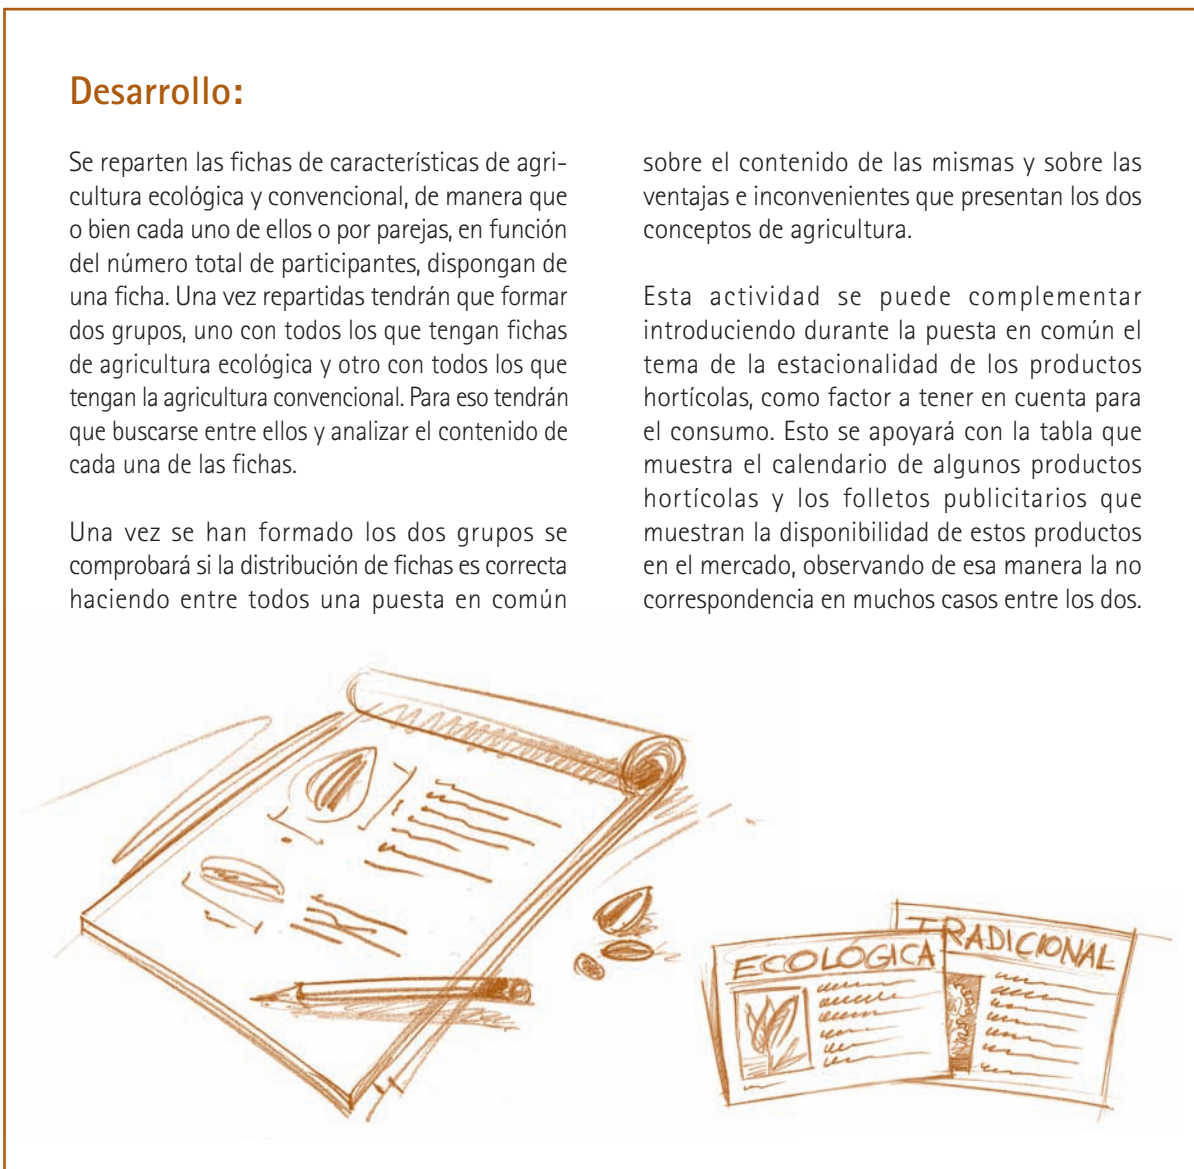 Desarrollo:
Se reparten las fichas de características de agri-
cultura ecológica y convencional, de manera que
o bien cada uno de ellos o por parejas, en función
del número total de participantes, dispongan de
una ficha. Una vez repartidas tendrán que formar
dos grupos, uno con todos los que tengan fichas
de agricultura ecológica y otro con todos los que
tengan la agricultura convencional. Para eso tendrán
que buscarse entre ellos y analizar el contenido de
cada una de las fichas.
Una vez se han formado los dos grupos se
comprobará si la distribución de fichas es correcta
haciendo entre todos una puesta en común
sobre el contenido de las mismas y sobre las
ventajas e inconvenientes que presentan los dos
conceptos de agricultura.
Esta actividad se puede complementar
introduciendo durante la puesta en común el
tema de la estacionalidad de los productos
hortícolas, como factor a tener en cuenta para
el consumo. Esto se apoyará con la tabla que
muestra el calendario de algunos productos
hortícolas y los folletos publicitarios que
muestran la disponibilidad de estos productos
en el mercado, observando de esa manera la no
correspondencia en muchos casos entre los dos.
ECOLÓGICA
TRADICIONAL